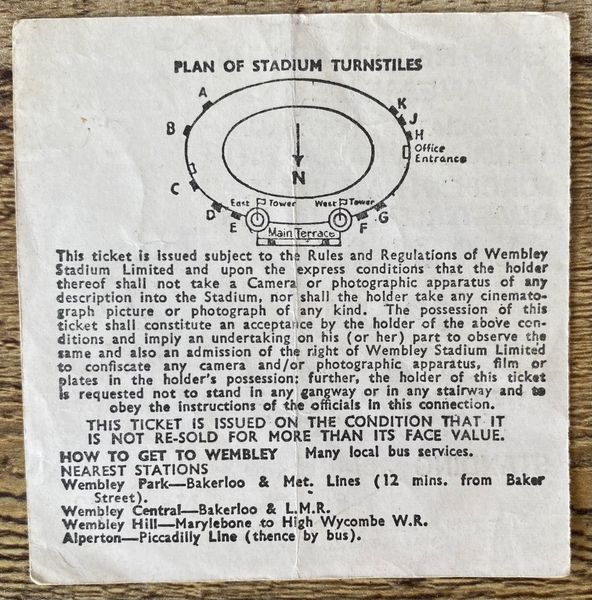 PLAN OF STADIUM TURNSTILES
A
B
C
D
E
K
J
H
Office
Entrance
N
East Tower
West Tower
F
G
Main Terrace
This ticket is issued subject to the Rules and Regulations of Wembley
Stadium Limited and upon the express conditions that the holder
thereof shall not take a Camera or photographic apparatus of any
description into the Stadium, nor shall the holder take any cinemato-
graph picture or photograph of any kind. The possession of this
ticket shall constitute an acceptance by the holder of the above con-
ditions and imply an undertaking on his (or her) part to observe the
same and also an admission of the right of Wembley Stadium Limited
to confiscate any camera and/or photographic apparatus, film or
plates in the holder's possession: further, the holder of this ticket
is requested not to stand in any gangway or in any stairway and to
obey the instructions of the officials in this connection.
THIS TICKET IS ISSUED ON THE CONDITION THAT IT
IS NOT RE-SOLD FOR MORE THAN ITS FACE VALUE.
HOW TO GET TO WEMBLEY Many local bus services.
NEAREST STATIONS
Wembley Park—Bakerloo & Met. Lines (12 mins. from Baker
Street).
Wembley Central—Bakerloo & L.M.R.
Wembley Hill—Marylebone to High Wycombe W.R.
Alperton—Piccadilly Line (thence by bus).